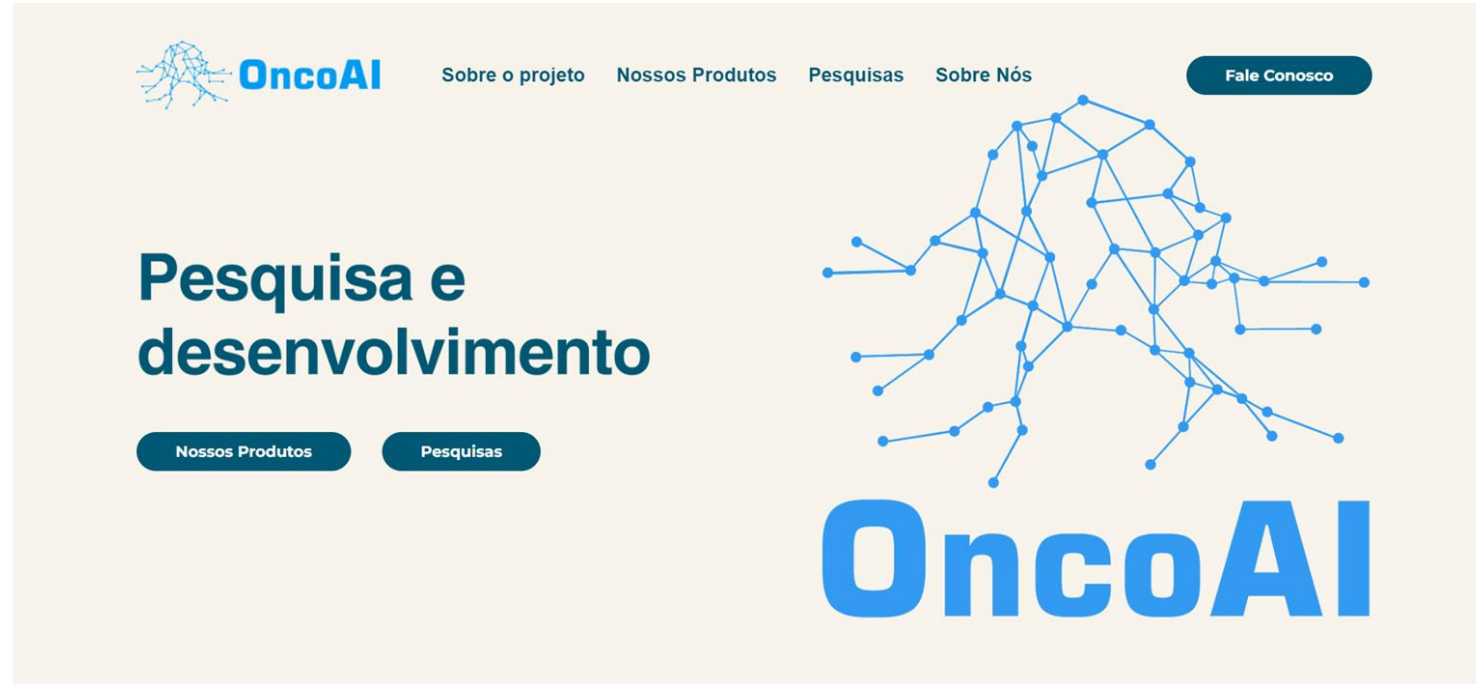 OncoAI
Sobre o projeto
Nossos Produtos
Pesquisas
Sobre Nós
Fale Conosco
Pesquisa e
desenvolvimento
Nossos Produtos
Pesquisas
OncoAI